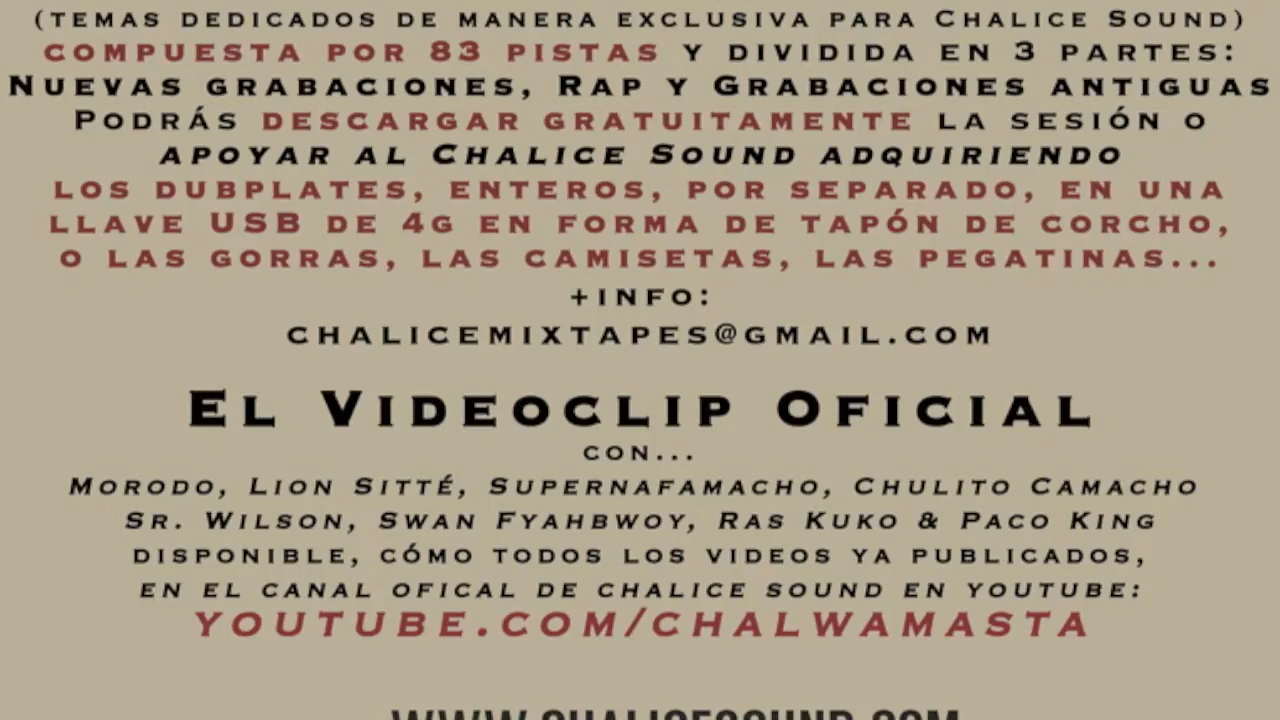 (temas dedicados de manera exclusiva para Chalice Sound)
compuesta por 83 pistas y dividida en 3 partes:
Nuevas grabaciones, Rap y Grabaciones antiguas
Podrás descargar gratuitamente la sesión o
apoyar al Chalice Sound adquiriendo
los dubplates, enteros, por separado, en una
llave USB de 4g en forma de tapón de corcho,
o las gorras, las camisetas, las pegatinas...
+info:
chalicemixtapes@gmail.com
El Videoclip Oficial
con...
Morodo, Lion Sitté, Supernafamacho, Chulito Camacho
Sr. Wilson, Swan Fyahbwoy, Ras Kuko & Paco King
disponible, cómo todos los videos ya publicados,
en el canal ofical de chalice sound en youtube:
youtube.com/chalwamasta
WWW.CHALICESOUND.COM